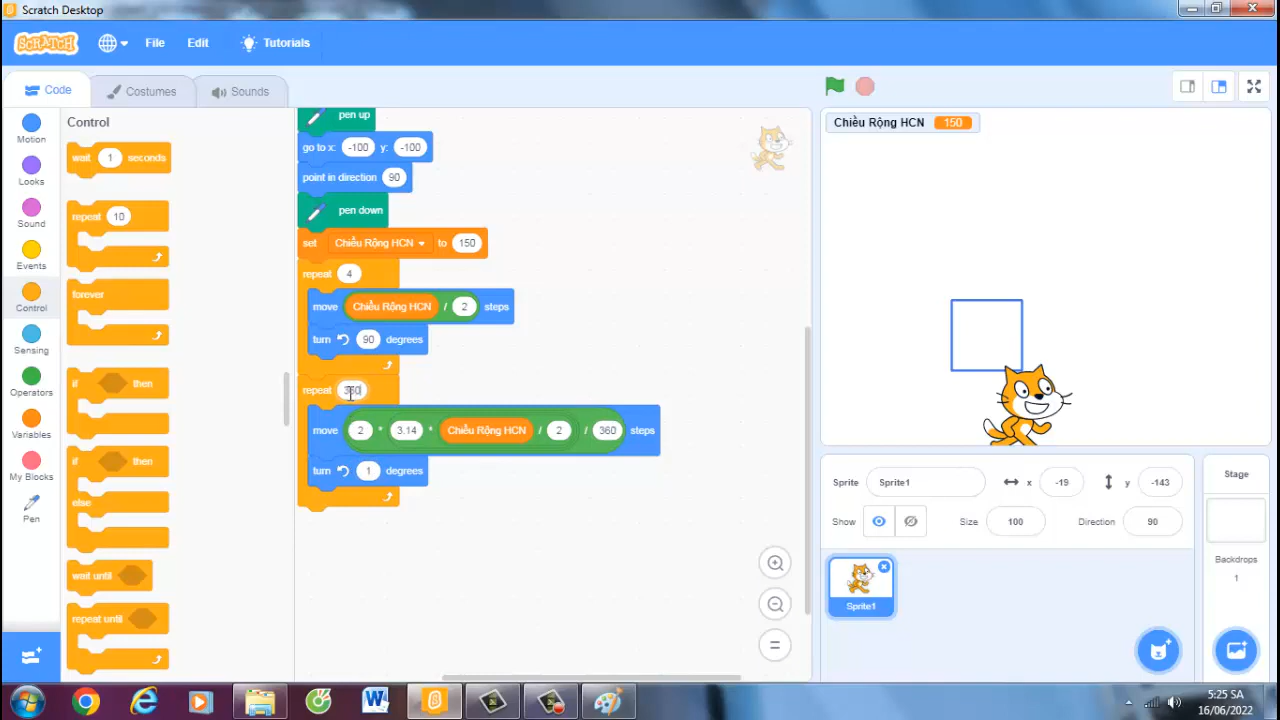 Scratch Desktop
SCRATCH File Edit Tutorials
Code Costumes Sounds
Motion
Looks
Sound
Events
Control
Sensing
Operators
Variables
My Blocks
Pen
Control
wait 1 seconds
repeat 10
forever
if then
if then
else
wait until
repeat until
pen up
go to x: -100 y: -100
point in direction 90
pen down
set Chiều Rộng HCN to 150
repeat 4
move Chiều Rộng HCN / 2 steps
turn 90 degrees
repeat 360
move 2 * 3.14 * Chiều Rộng HCN / 2 / 360 steps
turn 1 degrees
Chiều Rộng HCN 150
Sprite Sprite1 x -19 y -143
Show Size 100 Direction 90
Sprite1
Stage
Backdrops
1
5:25 SA
16/06/2022